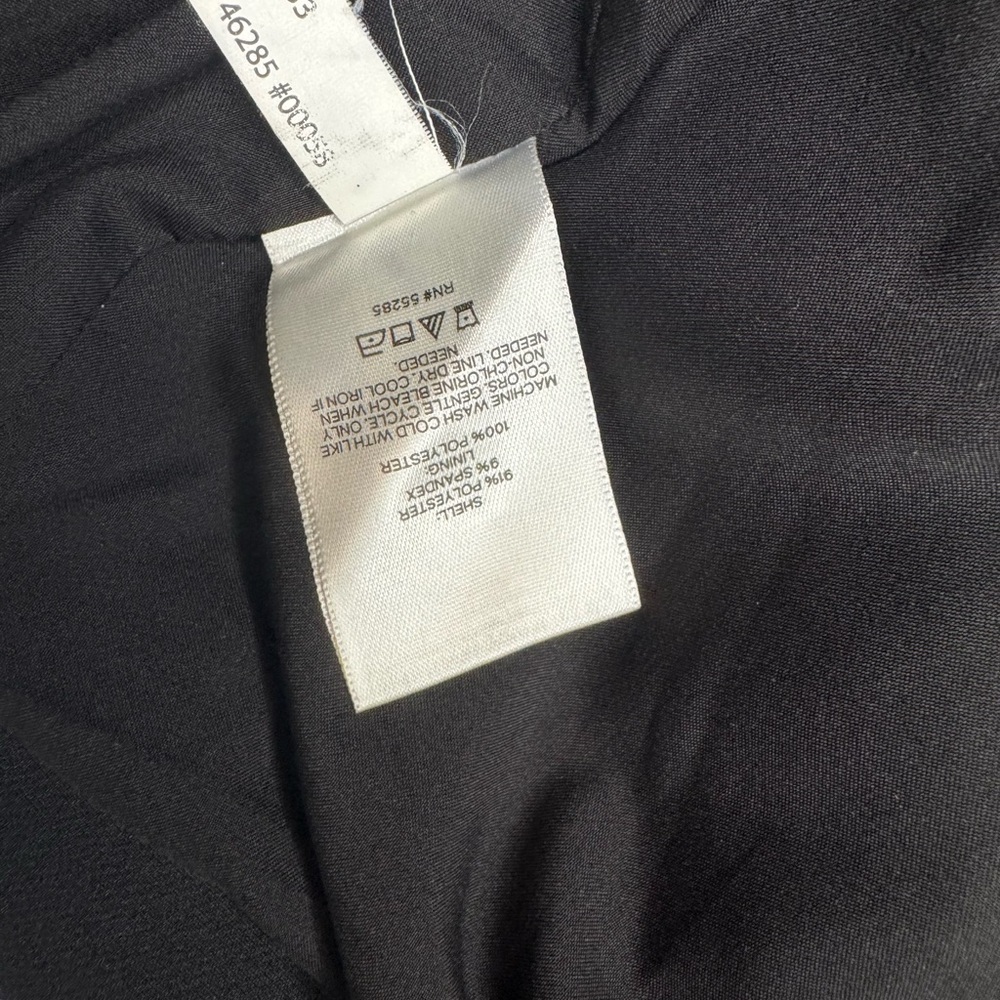 46285 #00058
SHELL:
91% POLYESTER
9% SPANDEX
LINING:
100% POLYESTER
MACHINE WASH COLD WITH LIKE
COLORS. GENTLE CYCLE. ONLY
NON-CHLORINE BLEACH WHEN
NEEDED. LINE DRY. COOL IRON IF
NEEDED.
RN# 55285